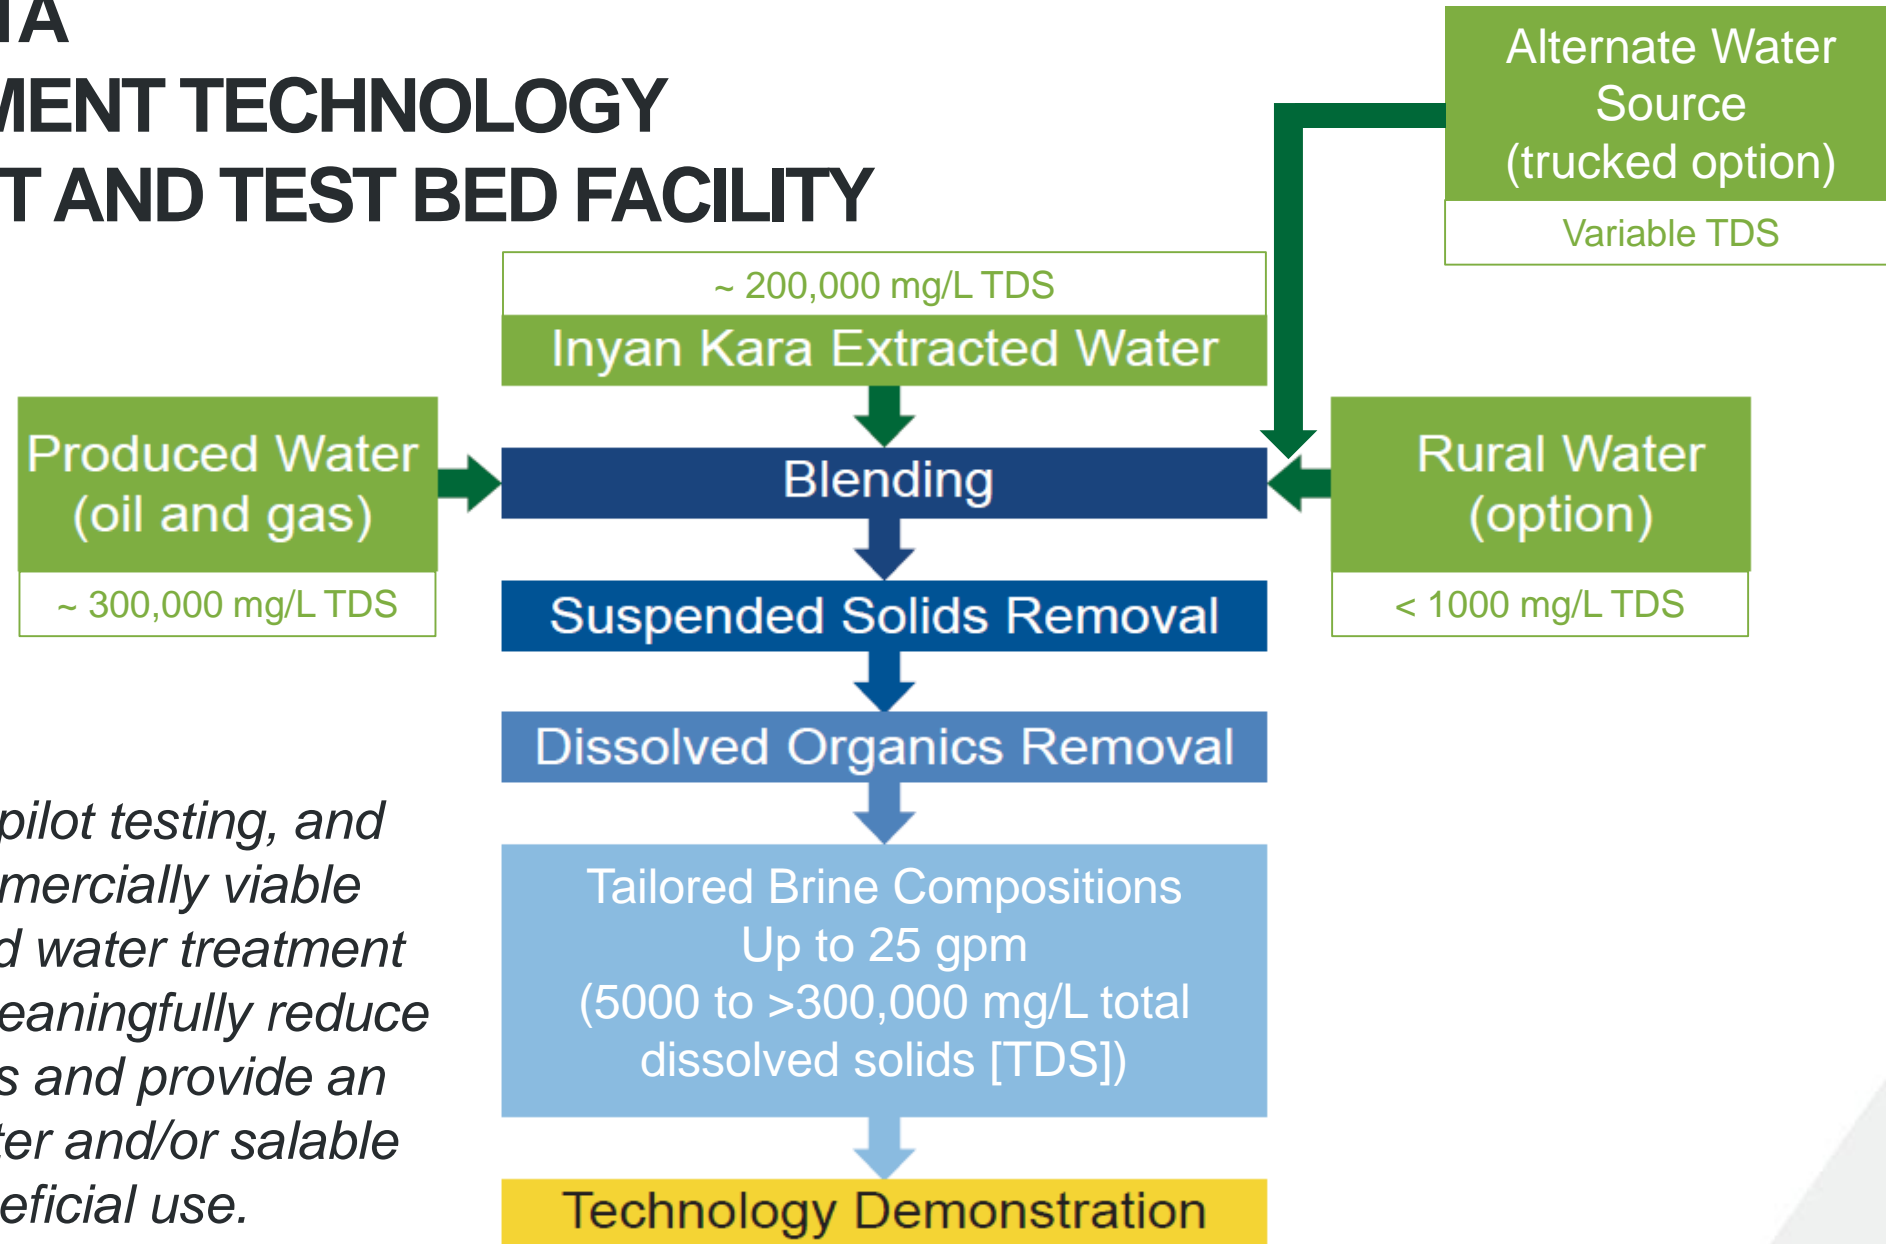 TA
MENT TECHNOLOGY
T AND TEST BED FACILITY
Alternate Water
Source
(trucked option)
Variable TDS
~ 200,000 mg/L TDS
Inyan Kara Extracted Water
Produced Water
(oil and gas)
~ 300,000 mg/L TDS
Blending
Rural Water
(option)
< 1000 mg/L TDS
Suspended Solids Removal
Dissolved Organics Removal
Tailored Brine Compositions
Up to 25 gpm
(5000 to >300,000 mg/L total
dissolved solids [TDS])
Technology Demonstration
pilot testing, and
mercially viable
d water treatment
eaningfully reduce
s and provide an
ter and/or salable
eficial use.